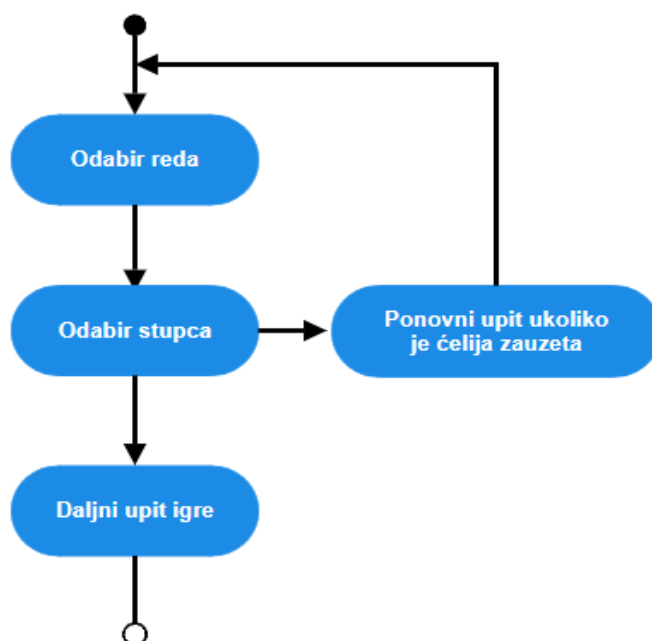 Odabir reda
Odabir stupca
Ponovni upit ukoliko
je ćelija zauzeta
Daljni upit igre